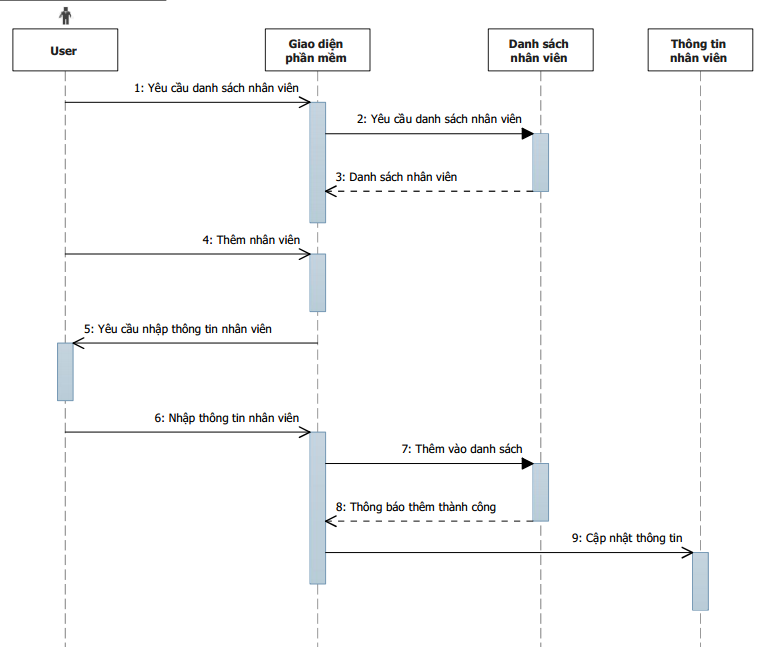 User
Giao diện
phần mềm
Danh sách
nhân viên
Thông tin
nhân viên
1: Yêu cầu danh sách nhân viên
2: Yêu cầu danh sách nhân viên
3: Danh sách nhân viên
4: Thêm nhân viên
5: Yêu cầu nhập thông tin nhân viên
6: Nhập thông tin nhân viên
7: Thêm vào danh sách
8: Thông báo thêm thành công
9: Cập nhật thông tin